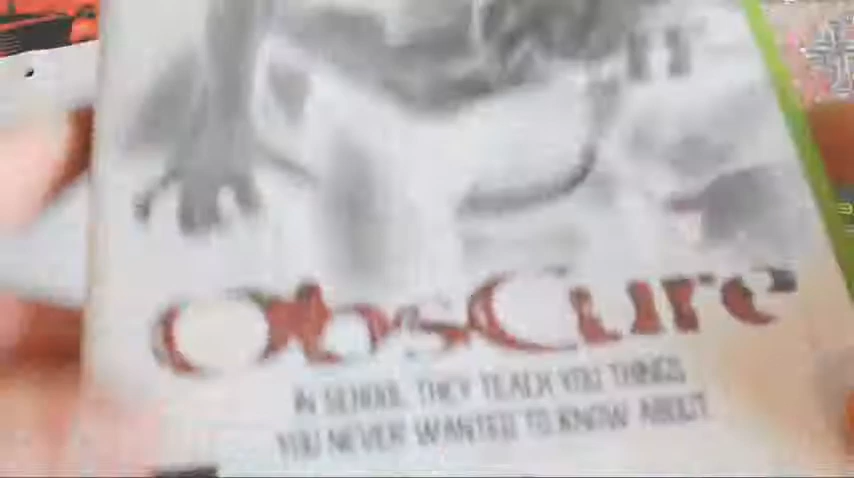 ObsCure
IN SCHOOL THEY TEACH YOU THINGS
YOU NEVER WANTED TO KNOW ABOUT